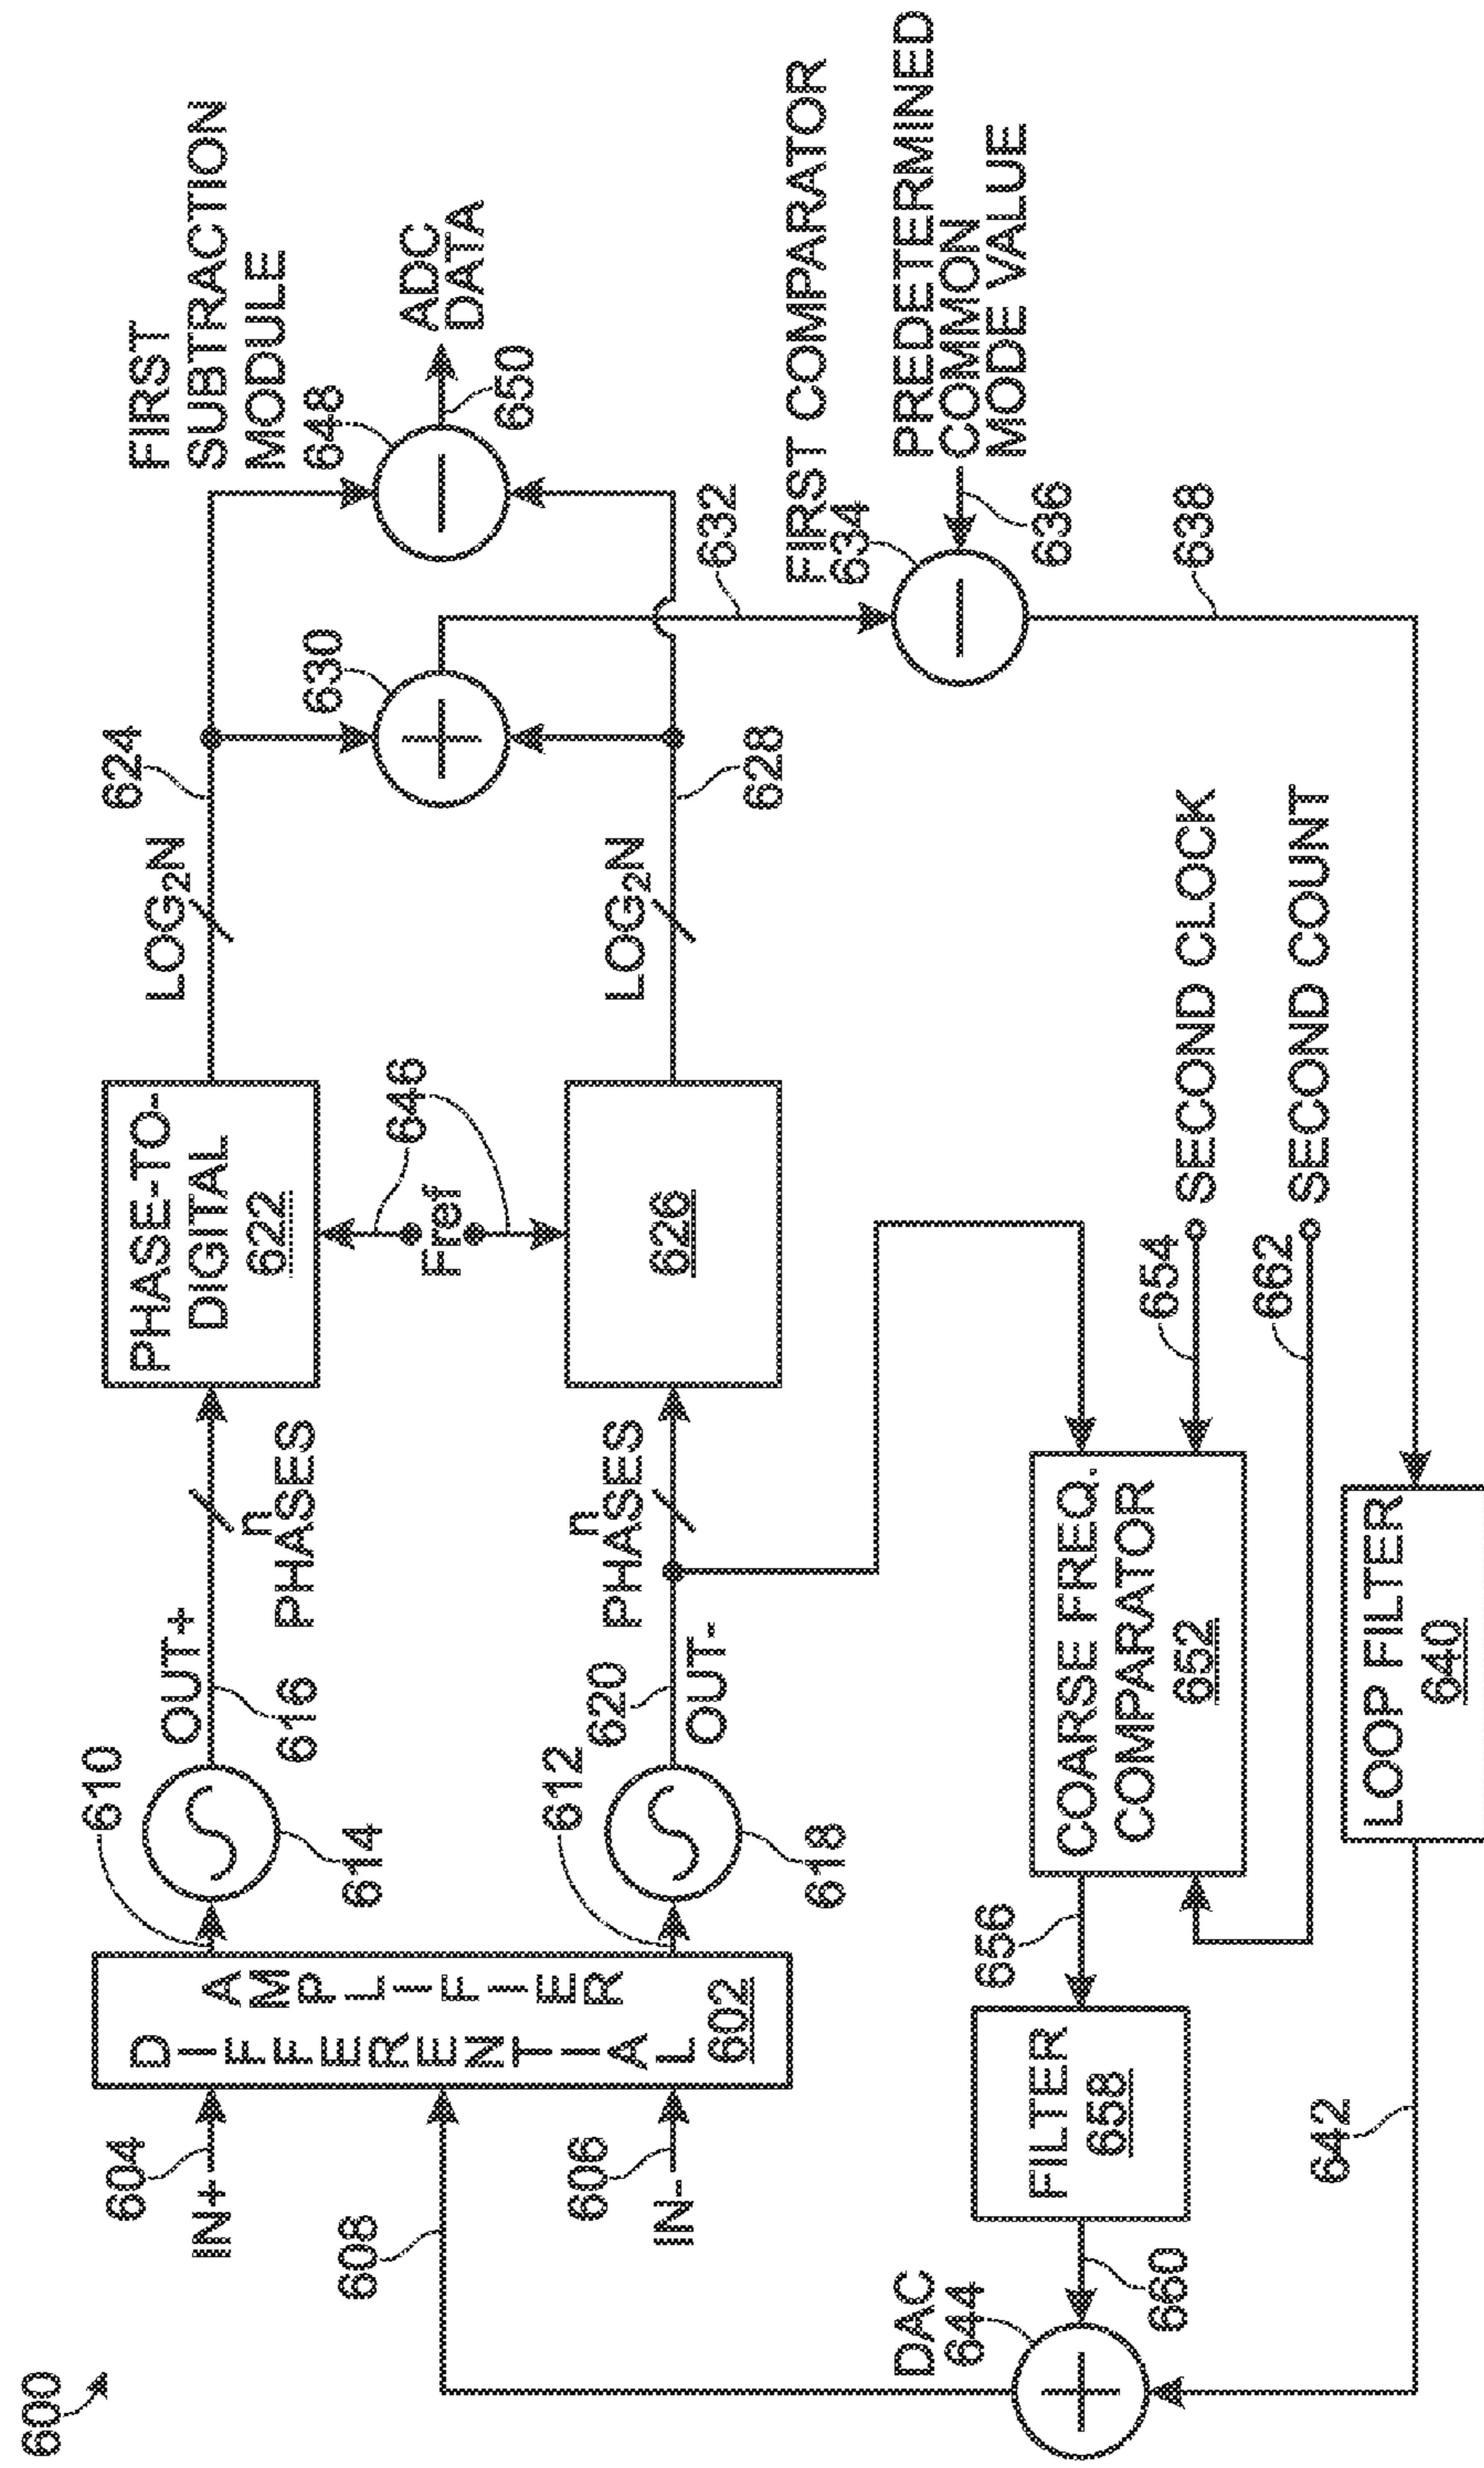 600
604
IN+
608
606
IN-
DIFFERENTIAL
AMPLIFIER
602
610
614
OUT+
616
n
PHASES
612
618
620
OUT-
n
PHASES
PHASE-TO-
DIGITAL
622
Fref
646
626
LOG₂N
624
LOG₂N
628
630
632
FIRST
SUBTRACTION
MODULE
648
650
ADC
DATA
FIRST COMPARATOR
634
PREDETERMINED
COMMON
MODE VALUE
636
638
DAC
644
660
FILTER
658
656
COARSE FREQ.
COMPARATOR
652
654
SECOND CLOCK
662
SECOND COUNT
642
LOOP FILTER
640